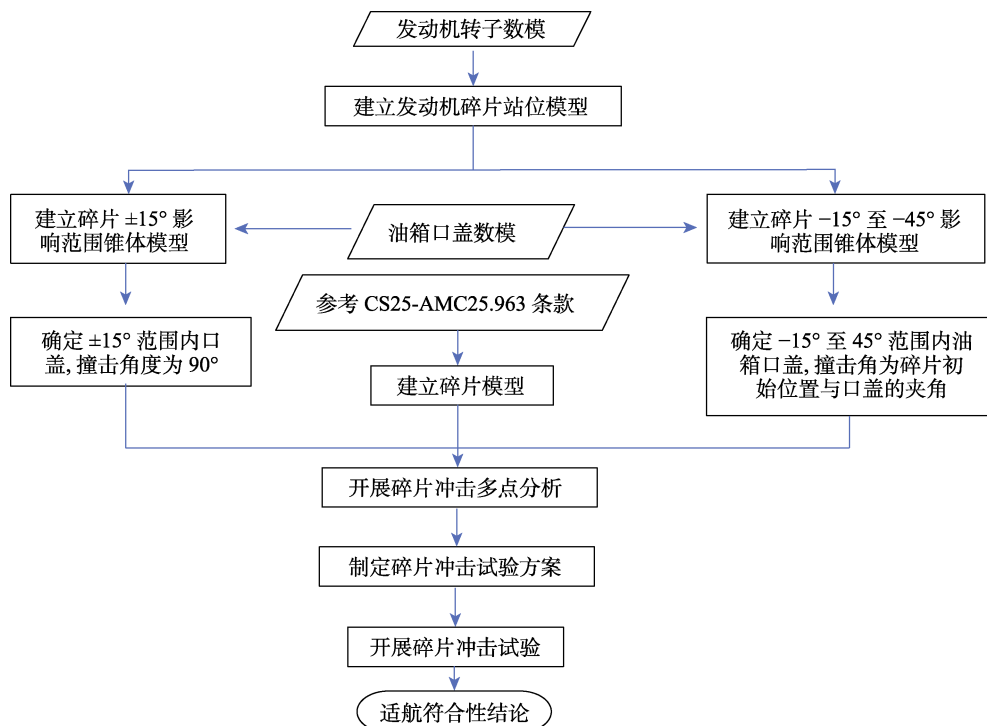 发动机转子数模
建立发动机碎片站位模型
建立碎片 ±15° 影
响范围锥体模型
油箱口盖数模
建立碎片 −15° 至 −45° 影
响范围锥体模型
参考 CS25-AMC25.963 条款
确定 ±15° 范围内口
盖, 撞击角度为 90°
建立碎片模型
确定 −15° 至 45° 范围内油
箱口盖, 撞击角为碎片初
始位置与口盖的夹角
开展碎片冲击多点分析
制定碎片冲击试验方案
开展碎片冲击试验
适航符合性结论